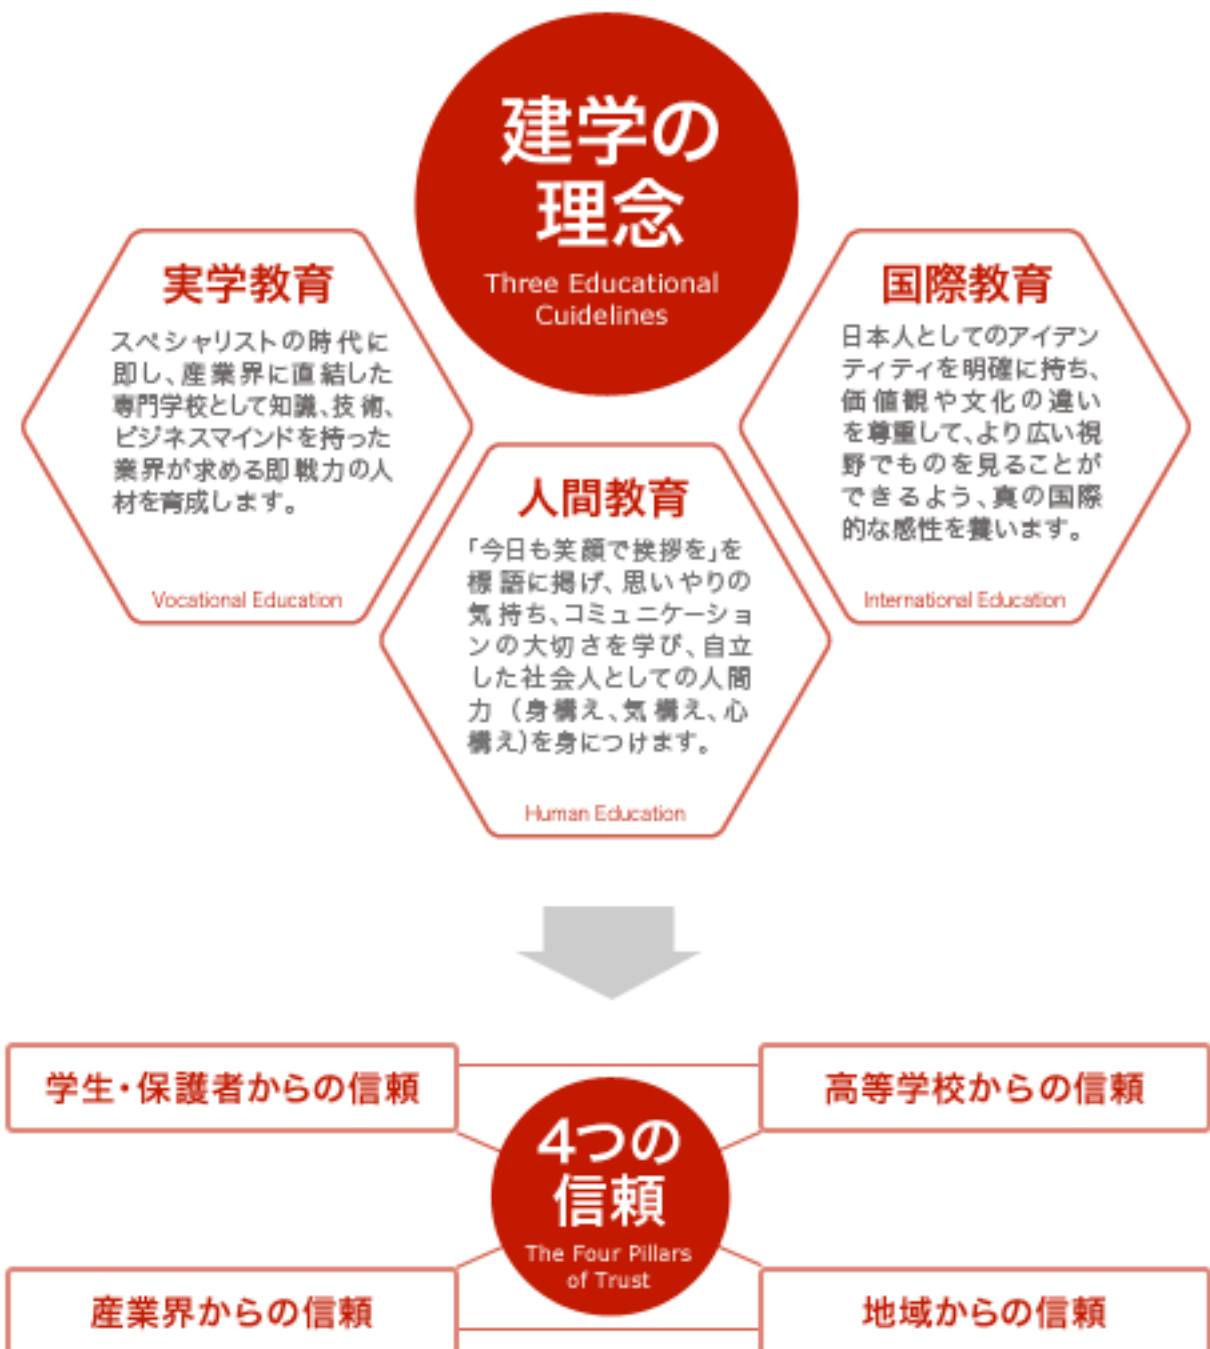 建学の
理念
Three Educational
Cuidelines
実学教育
スペシャリストの時代に
即し、産業界に直結した
専門学校として知識、技術、
ビジネスマインドを持った
業界が求める即戦力の人
材を育成します。
Vocational Education
人間教育
「今日も笑顔で挨拶を」を
標語に掲げ、思いやりの
気持ち、コミュニケーショ
ンの大切さを学び、自立
した社会人としての人間
力（身構え、気構え、心
構え)を身につけます。
Human Education
国際教育
日本人としてのアイデン
ティティを明確に持ち、
価値観や文化の違い
を尊重して、より広い視
野でものを見ることが
できるよう、真の国際
的な感性を養います。
International Education
学生・保護者からの信頼
高等学校からの信頼
4つの
信頼
The Four Pillars
of Trust
産業界からの信頼
地域からの信頼